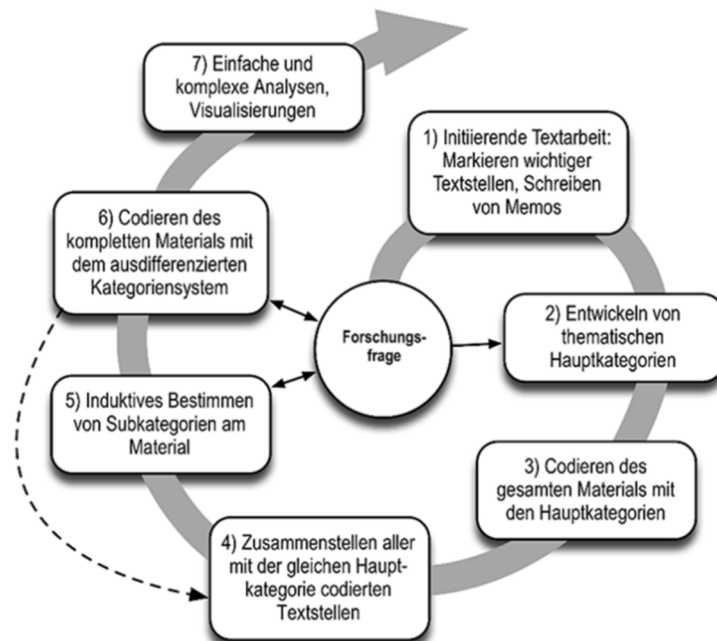 7) Einfache und
komplexe Analysen,
Visualisierungen
1) Initiierende Textarbeit:
Markieren wichtiger
Textstellen, Schreiben
von Memos
6) Codieren des
kompletten Materials mit
dem ausdifferenzierten
Kategoriensystem
Forschungs-
frage
2) Entwickeln von
thematischen
Hauptkategorien
5) Induktives Bestimmen
von Subkategorien am
Material
3) Codieren des
gesamten Materials mit
den Hauptkategorien
4) Zusammenstellen aller
mit der gleichen Haupt-
kategorie codierten
Textstellen